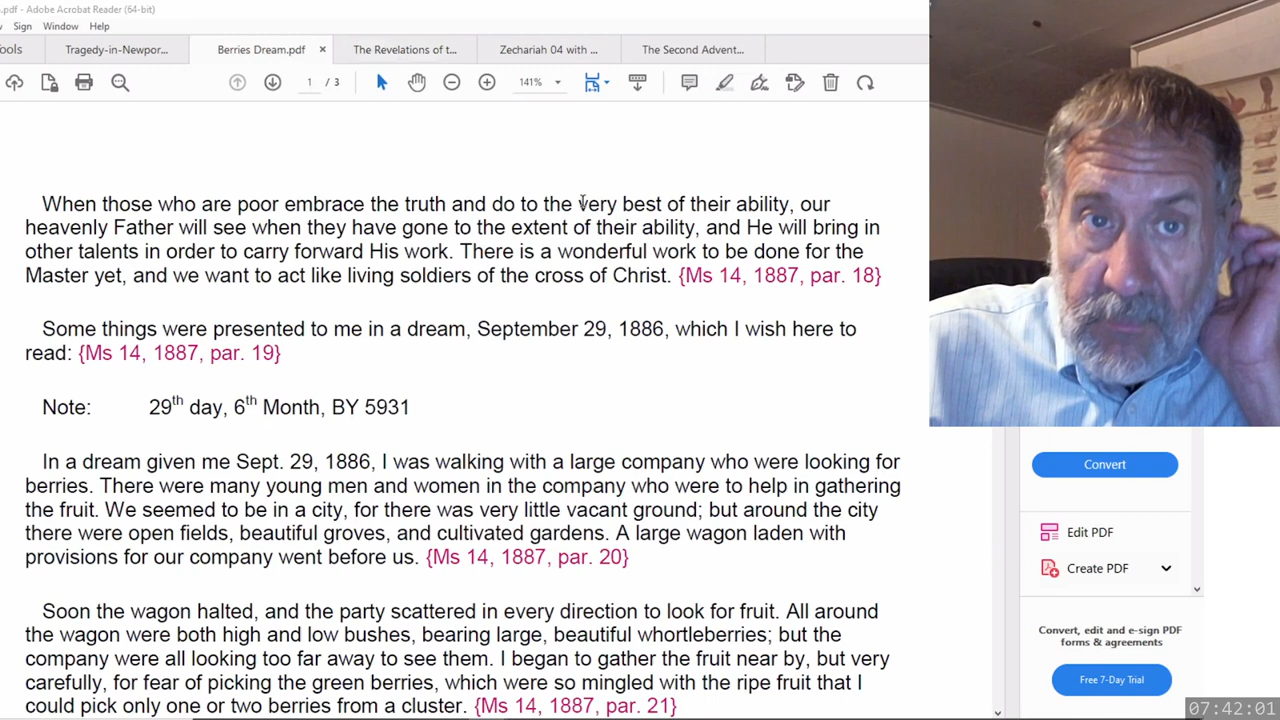 .pdf - Adobe Acrobat Reader (64-bit)
Sign Window Help
ools Tragedy-in-Newpor... Berries Dream.pdf × The Revelations of t... Zechariah 04 with ... The Second Advent...
1 / 3 141%
When those who are poor embrace the truth and do to the very best of their ability, our
heavenly Father will see when they have gone to the extent of their ability, and He will bring in
other talents in order to carry forward His work. There is a wonderful work to be done for the
Master yet, and we want to act like living soldiers of the cross of Christ. {Ms 14, 1887, par. 18}
Some things were presented to me in a dream, September 29, 1886, which I wish here to
read: {Ms 14, 1887, par. 19}
Note: 29th day, 6th Month, BY 5931
In a dream given me Sept. 29, 1886, I was walking with a large company who were looking for
berries. There were many young men and women in the company who were to help in gathering
the fruit. We seemed to be in a city, for there was very little vacant ground; but around the city
there were open fields, beautiful groves, and cultivated gardens. A large wagon laden with
provisions for our company went before us. {Ms 14, 1887, par. 20}
Soon the wagon halted, and the party scattered in every direction to look for fruit. All around
the wagon were both high and low bushes, bearing large, beautiful whortleberries; but the
company were all looking too far away to see them. I began to gather the fruit near by, but very
carefully, for fear of picking the green berries, which were so mingled with the ripe fruit that I
could pick only one or two berries from a cluster. {Ms 14, 1887, par. 21}
Convert
Edit PDF
Create PDF
Convert, edit and e-sign PDF
forms & agreements
Free 7-Day Trial
07:42:01